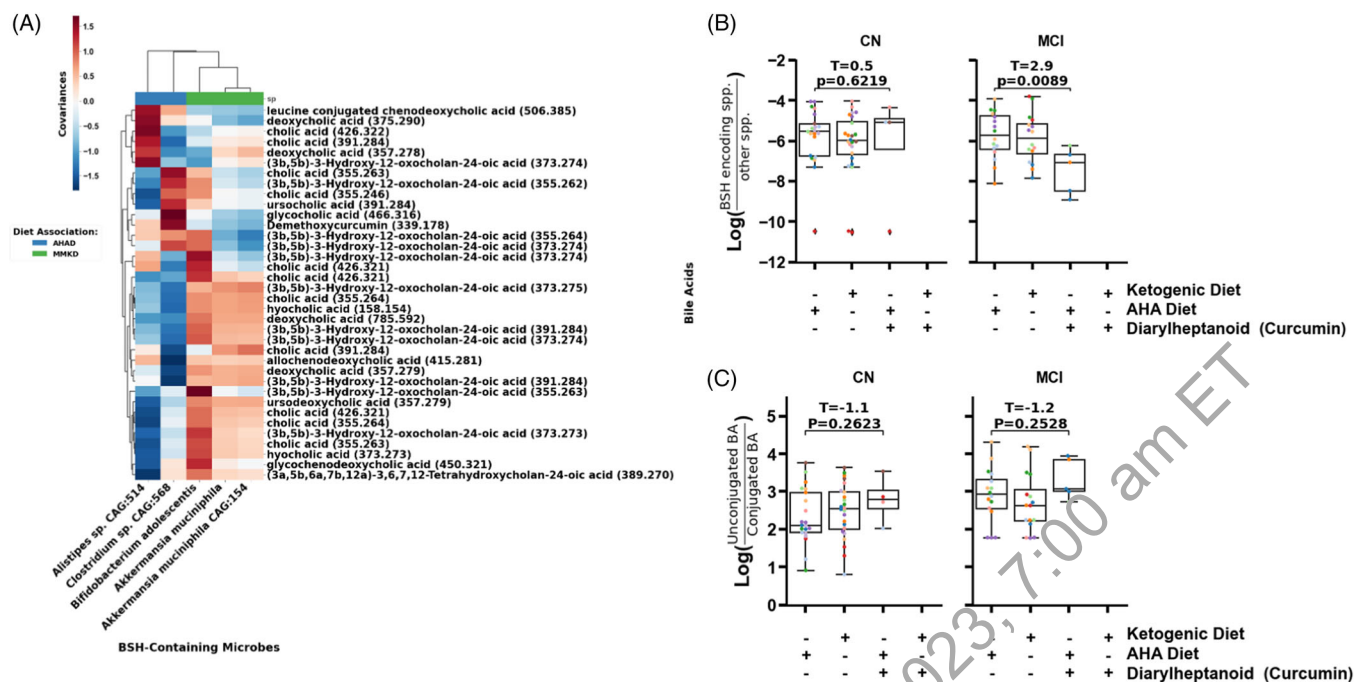 (A)
1.5
1.0
0.5
0.0
−0.5
−1.0
−1.5
Covariances
Diet Association:
AHAD
MMKD
sp
leucine conjugated chenodeoxycholic acid (506.385)
deoxycholic acid (375.290)
cholic acid (426.322)
cholic acid (391.284)
deoxycholic acid (357.278)
(3b,5b)-3-Hydroxy-12-oxocholan-24-oic acid (373.274)
cholic acid (355.263)
(3b,5b)-3-Hydroxy-12-oxocholan-24-oic acid (355.262)
cholic acid (355.246)
ursocholic acid (391.284)
glycocholic acid (466.316)
Demethoxycurcumin (339.178)
(3b,5b)-3-Hydroxy-12-oxocholan-24-oic acid (355.264)
(3b,5b)-3-Hydroxy-12-oxocholan-24-oic acid (373.274)
(3b,5b)-3-Hydroxy-12-oxocholan-24-oic acid (373.274)
cholic acid (426.321)
cholic acid (426.321)
(3b,5b)-3-Hydroxy-12-oxocholan-24-oic acid (373.275)
cholic acid (355.264)
hyocholic acid (158.154)
deoxycholic acid (785.592)
(3b,5b)-3-Hydroxy-12-oxocholan-24-oic acid (391.284)
(3b,5b)-3-Hydroxy-12-oxocholan-24-oic acid (373.274)
cholic acid (391.284)
allochenodeoxycholic acid (415.281)
deoxycholic acid (357.279)
(3b,5b)-3-Hydroxy-12-oxocholan-24-oic acid (391.284)
(3b,5b)-3-Hydroxy-12-oxocholan-24-oic acid (355.263)
ursodeoxycholic acid (357.279)
cholic acid (426.321)
cholic acid (355.264)
(3b,5b)-3-Hydroxy-12-oxocholan-24-oic acid (373.273)
cholic acid (355.263)
hyocholic acid (373.273)
glycochenodeoxycholic acid (450.321)
(3a,5b,6a,7b,12a)-3,6,7,12-Tetrahydroxycholan-24-oic acid (389.270)
Bile Acids
Alistipes sp. CAG:514
Clostridium sp. CAG:568
Bifidobacterium adolescentis
Akkermansia muciniphila
Akkermansia muciniphila CAG:154
BSH-Containing Microbes
(B)
CN
MCI
−2
−4
−6
−8
−10
−12
Log(BSH encoding spp.
other spp.)
T=0.5
p=0.6219
T=2.9
p=0.0089
- + - + - + - + Ketogenic Diet
+ - + - + - + - AHA Diet
- - + + - - + + Diarylheptanoid (Curcumin)
(C)
CN
MCI
5
4
3
2
1
0
Log(Unconjugated BA
Conjugated BA)
T=-1.1
P=0.2623
T=-1.2
P=0.2528
- + - + - + - + Ketogenic Diet
+ - + - + - + - AHA Diet
- - + + - - + + Diarylheptanoid (Curcumin)
023, 7:00 am ET